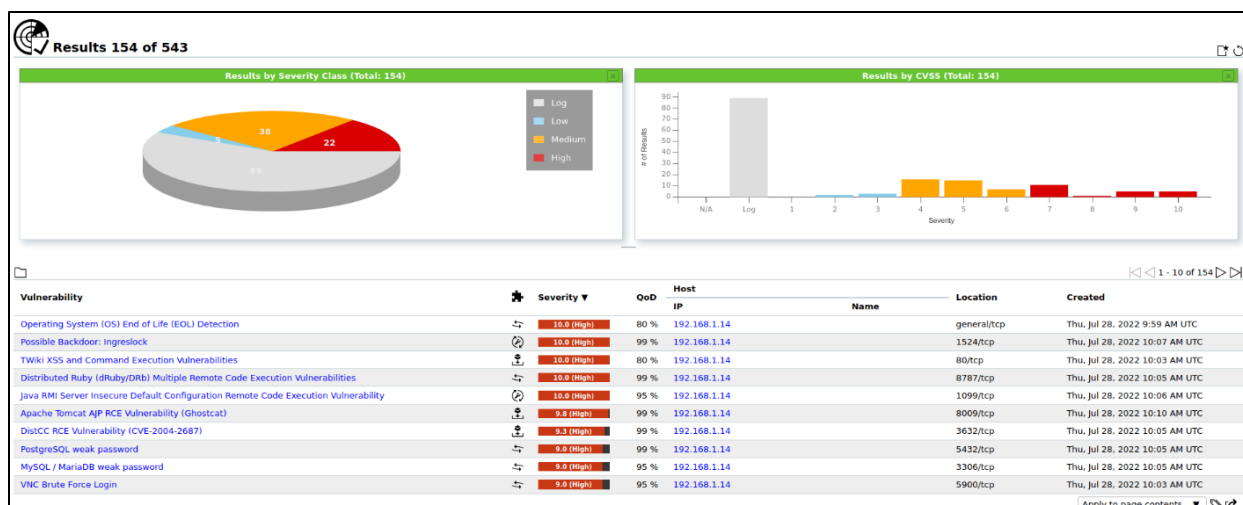 Results 154 of 543
Results by Severity Class (Total: 154)
38
5
22
89
Log
Low
Medium
High
Results by CVSS (Total: 154)
# of Results
90
80
70
60
50
40
30
20
10
0
N/A Log 1 2 3 4 5 6 7 8 9 10
Severity
1 - 10 of 154
Vulnerability Severity ▼ QoD Host Location Created
IP Name
Operating System (OS) End of Life (EOL) Detection 10.0 (High) 80 % 192.168.1.14 general/tcp Thu, Jul 28, 2022 9:59 AM UTC
Possible Backdoor: Ingreslock 10.0 (High) 99 % 192.168.1.14 1524/tcp Thu, Jul 28, 2022 10:07 AM UTC
TWiki XSS and Command Execution Vulnerabilities 10.0 (High) 80 % 192.168.1.14 80/tcp Thu, Jul 28, 2022 10:03 AM UTC
Distributed Ruby (dRuby/DRb) Multiple Remote Code Execution Vulnerabilities 10.0 (High) 99 % 192.168.1.14 8787/tcp Thu, Jul 28, 2022 10:05 AM UTC
Java RMI Server Insecure Default Configuration Remote Code Execution Vulnerability 10.0 (High) 95 % 192.168.1.14 1099/tcp Thu, Jul 28, 2022 10:06 AM UTC
Apache Tomcat AJP RCE Vulnerability (Ghostcat) 9.8 (High) 99 % 192.168.1.14 8009/tcp Thu, Jul 28, 2022 10:10 AM UTC
DistCC RCE Vulnerability (CVE-2004-2687) 9.3 (High) 99 % 192.168.1.14 3632/tcp Thu, Jul 28, 2022 10:05 AM UTC
PostgreSQL weak password 9.0 (High) 99 % 192.168.1.14 5432/tcp Thu, Jul 28, 2022 10:05 AM UTC
MySQL / MariaDB weak password 9.0 (High) 95 % 192.168.1.14 3306/tcp Thu, Jul 28, 2022 10:05 AM UTC
VNC Brute Force Login 9.0 (High) 95 % 192.168.1.14 5900/tcp Thu, Jul 28, 2022 10:03 AM UTC
Apply to page contents ▼